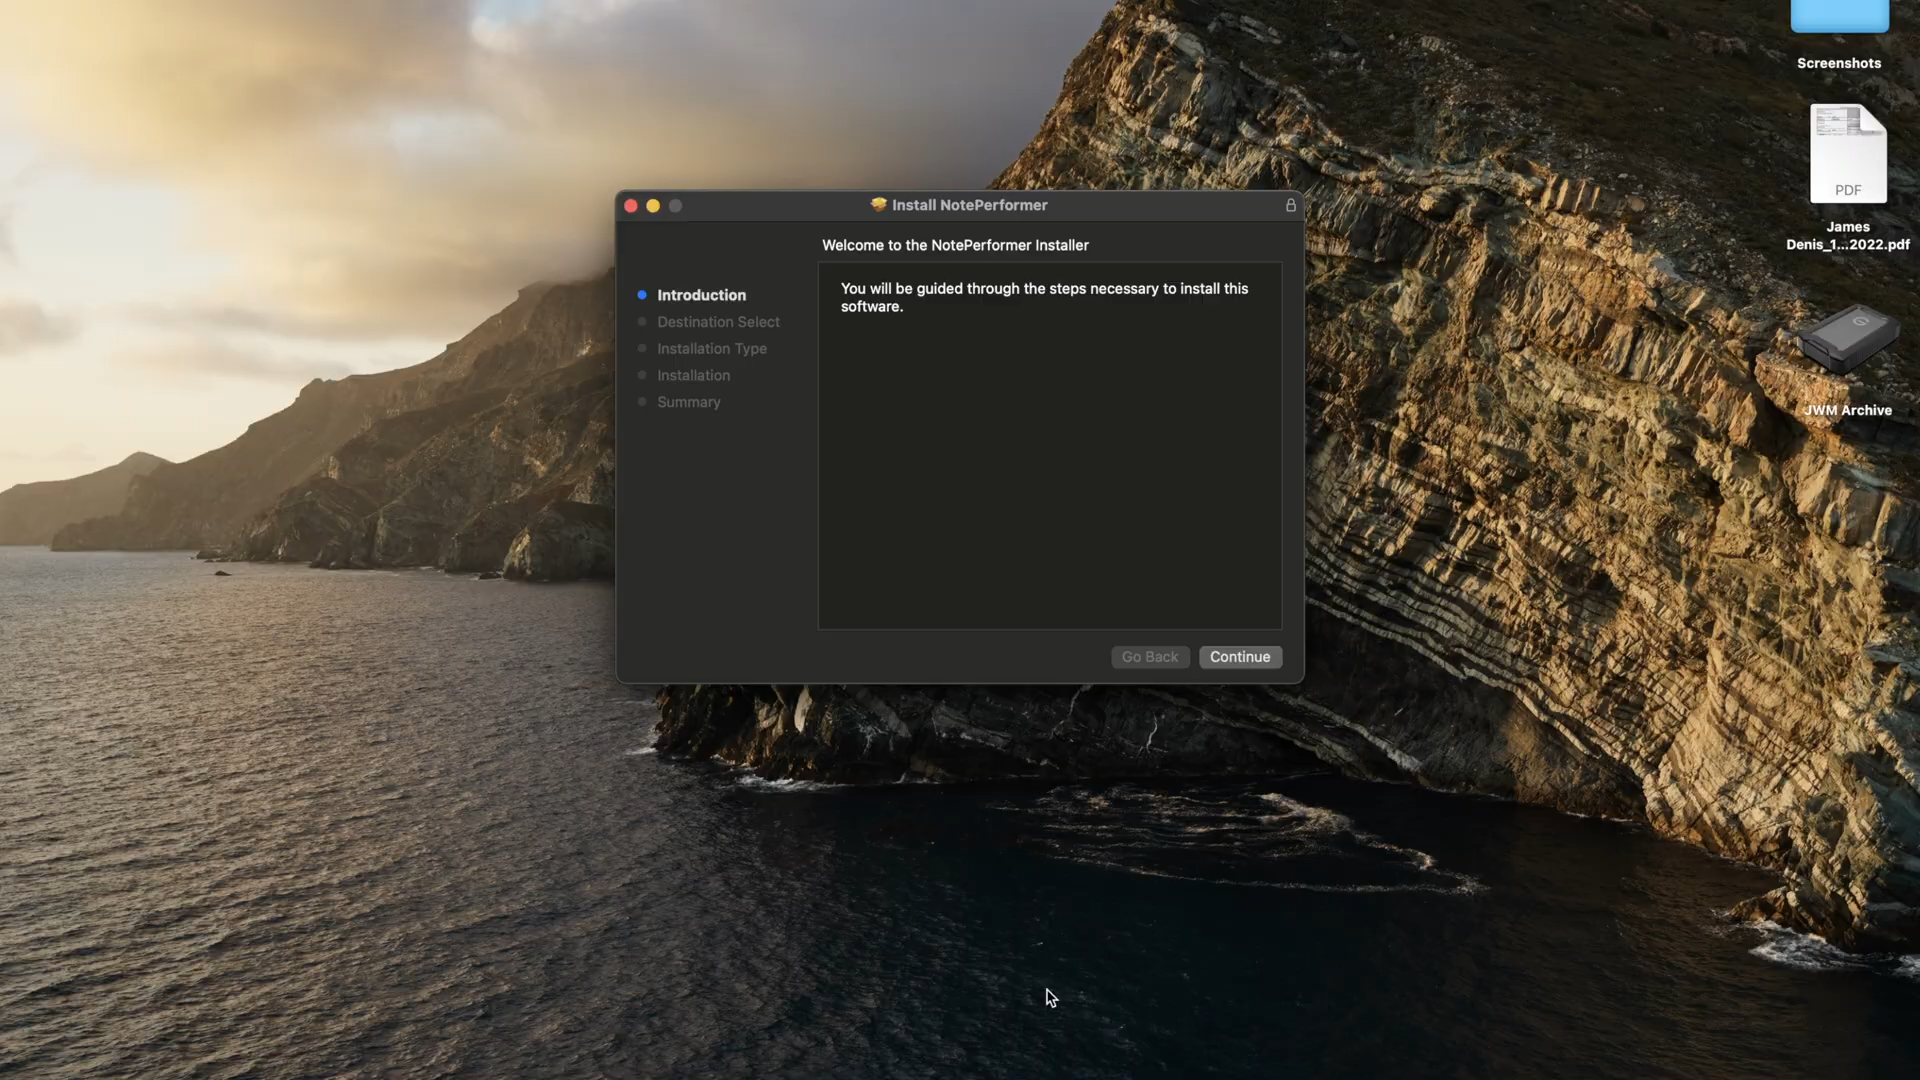 Screenshots
PDF
James
Denis_1...2022.pdf
JWM Archive
Install NotePerformer
Welcome to the NotePerformer Installer
Introduction
Destination Select
Installation Type
Installation
Summary
You will be guided through the steps necessary to install this
software.
Go Back
Continue